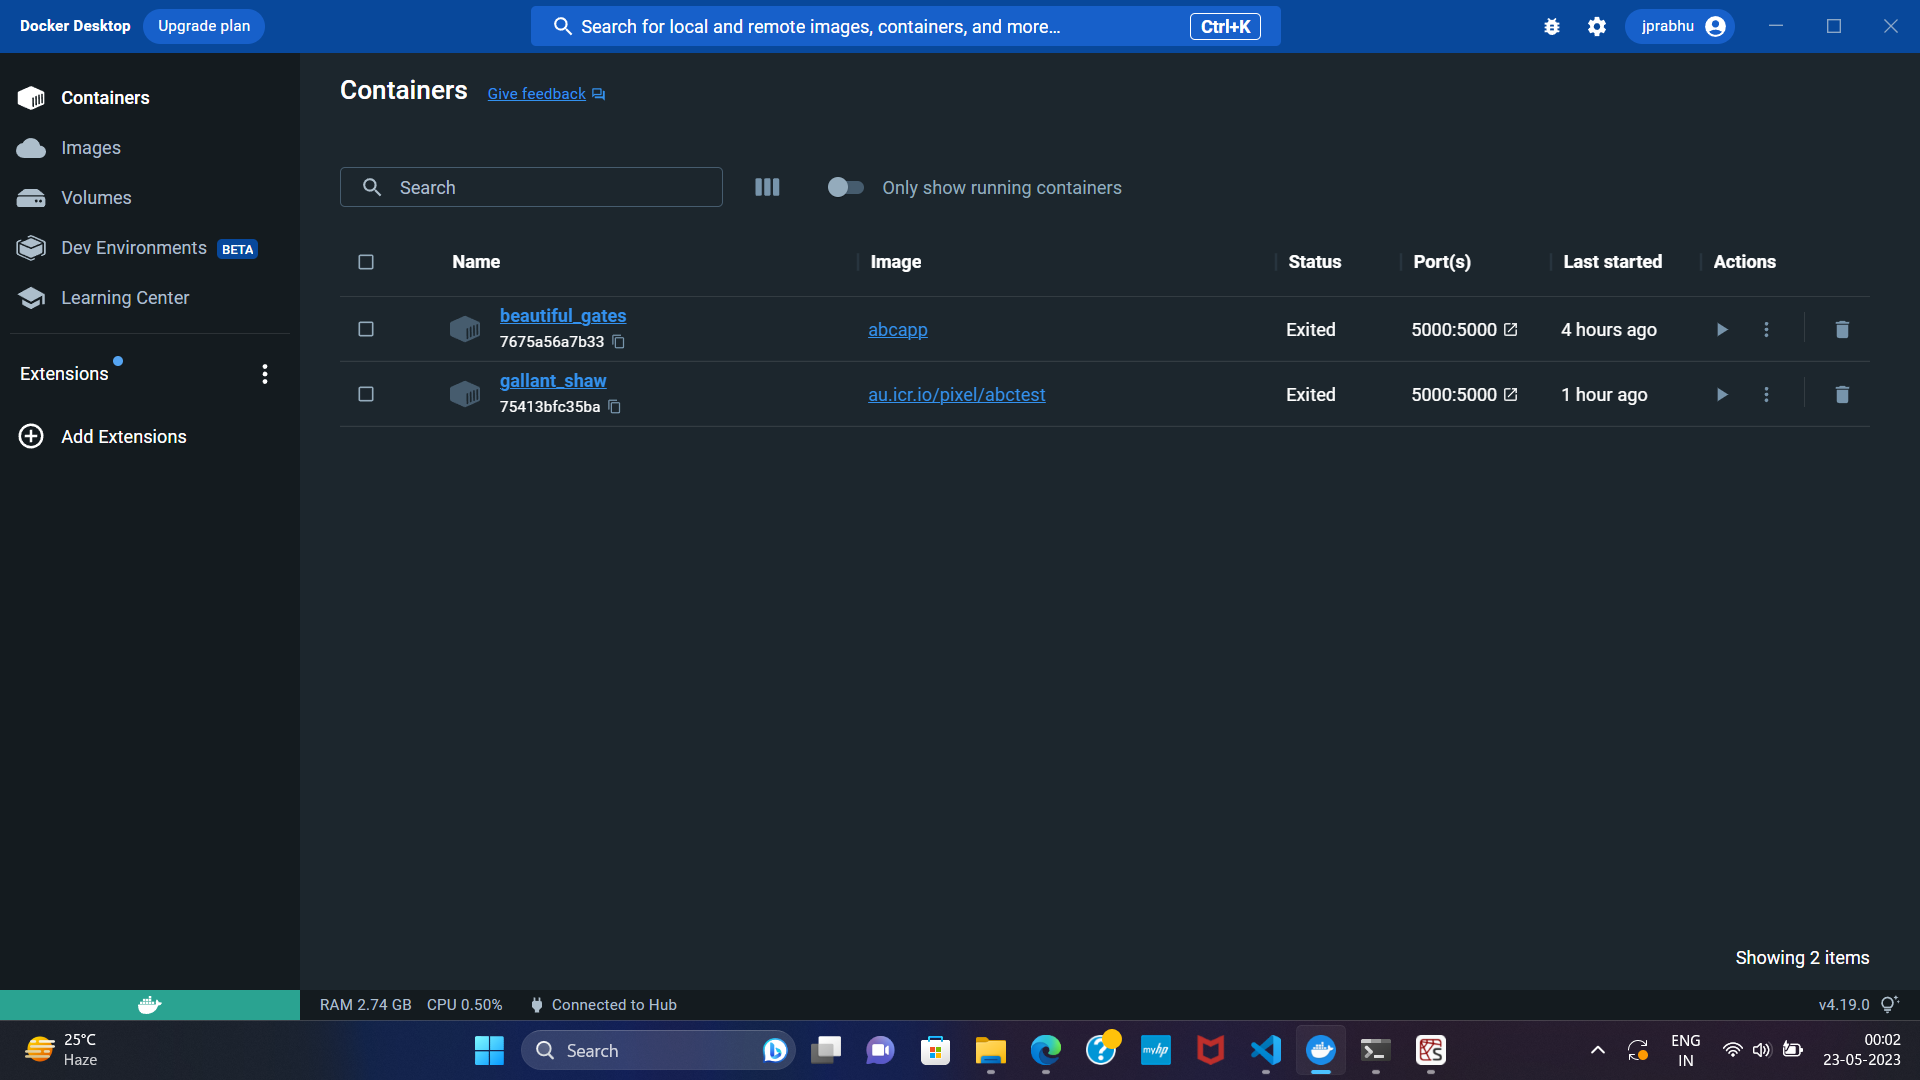 Docker Desktop Upgrade plan Search for local and remote images, containers, and more... Ctrl+K jprabhu
Containers
Images
Volumes
Dev Environments BETA
Learning Center
Extensions
Add Extensions
Containers Give feedback
Search Only show running containers
Name Image Status Port(s) Last started Actions
beautiful_gates
7675a56a7b33
abcapp Exited 5000:5000 4 hours ago
gallant_shaw
75413bfc35ba
au.icr.io/pixel/abctest Exited 5000:5000 1 hour ago
Showing 2 items
RAM 2.74 GB CPU 0.50% Connected to Hub v4.19.0
25°C
Haze
Search
myhp
ENG
IN
00:02
23-05-2023